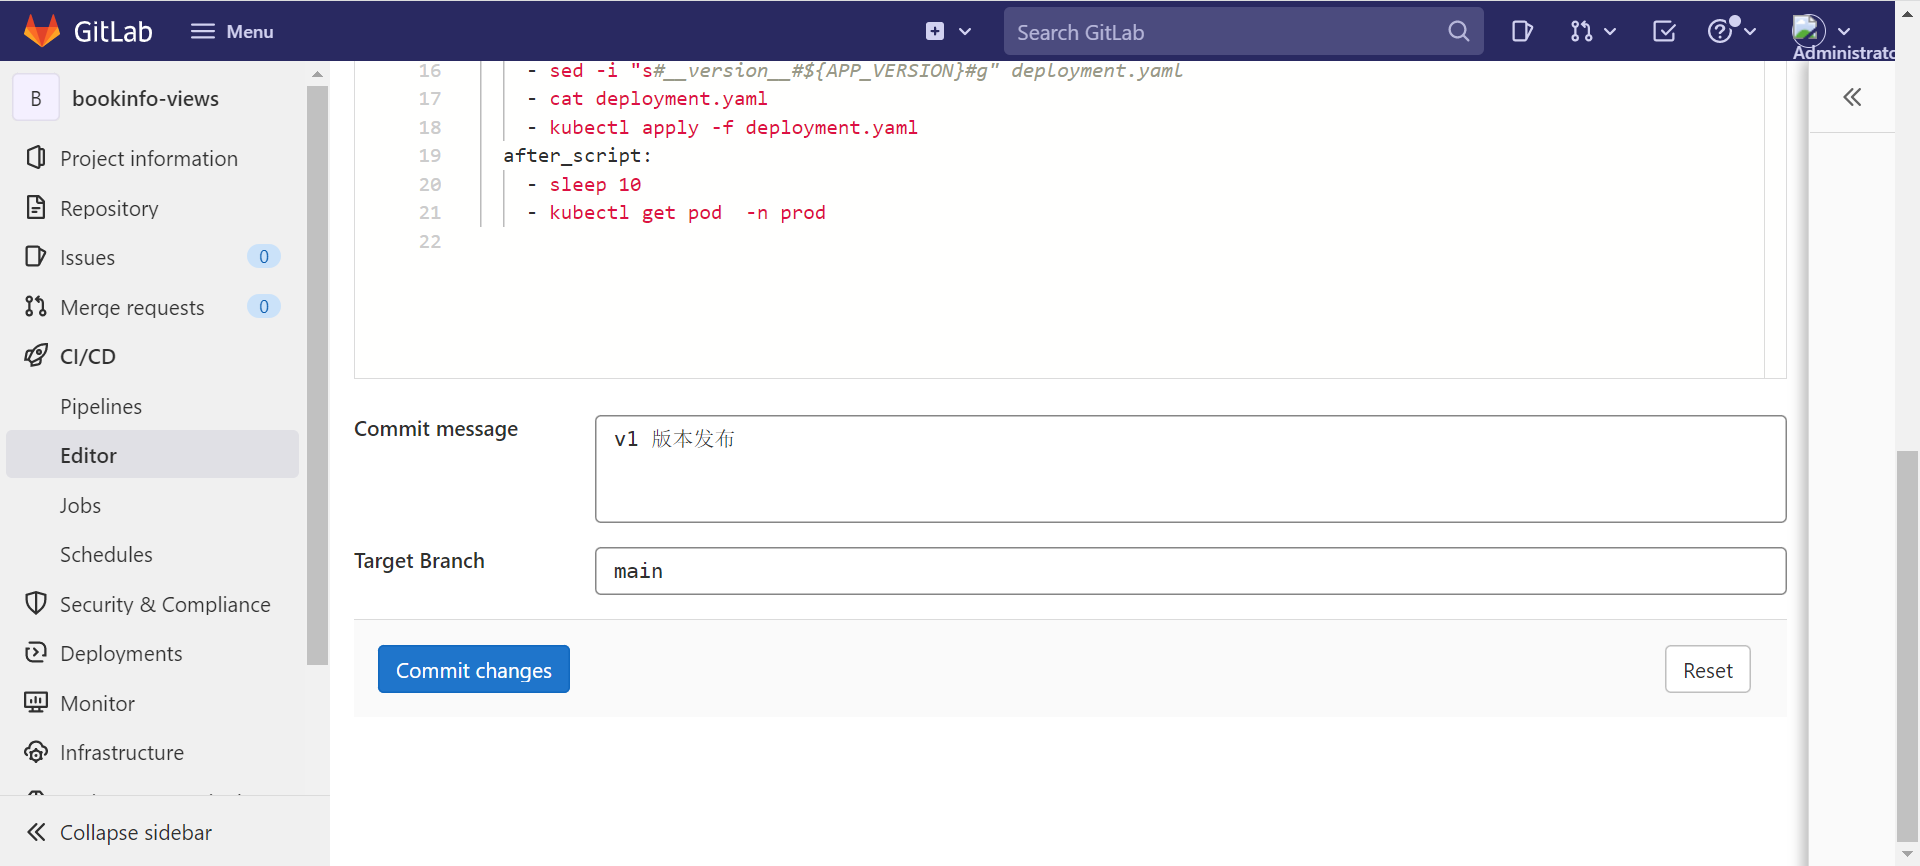 GitLab
Menu
Search GitLab
Administrato
B
bookinfo-views
Project information
Repository
Issues
0
Merge requests
0
CI/CD
Pipelines
Editor
Jobs
Schedules
Security & Compliance
Deployments
Monitor
Infrastructure
Collapse sidebar
16 - sed -i "s#__version__#${APP_VERSION}#g" deployment.yaml
17 - cat deployment.yaml
18 - kubectl apply -f deployment.yaml
19 after_script:
20 - sleep 10
21 - kubectl get pod  -n prod
22
Commit message
v1 版本发布
Target Branch
main
Commit changes
Reset